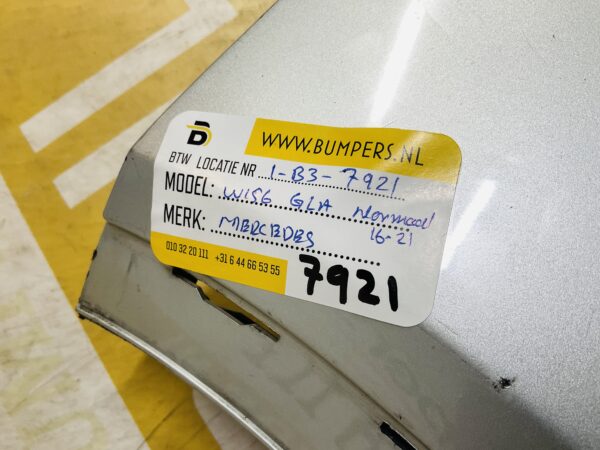 WWW.BUMPERS.NL
BTW LOCATIE NR 1-B3-7921
MODEL: W156 GLA Normaal
16-21
MERK: MERCEDES
010 32 20 111 +31 6 44 66 53 55
7921